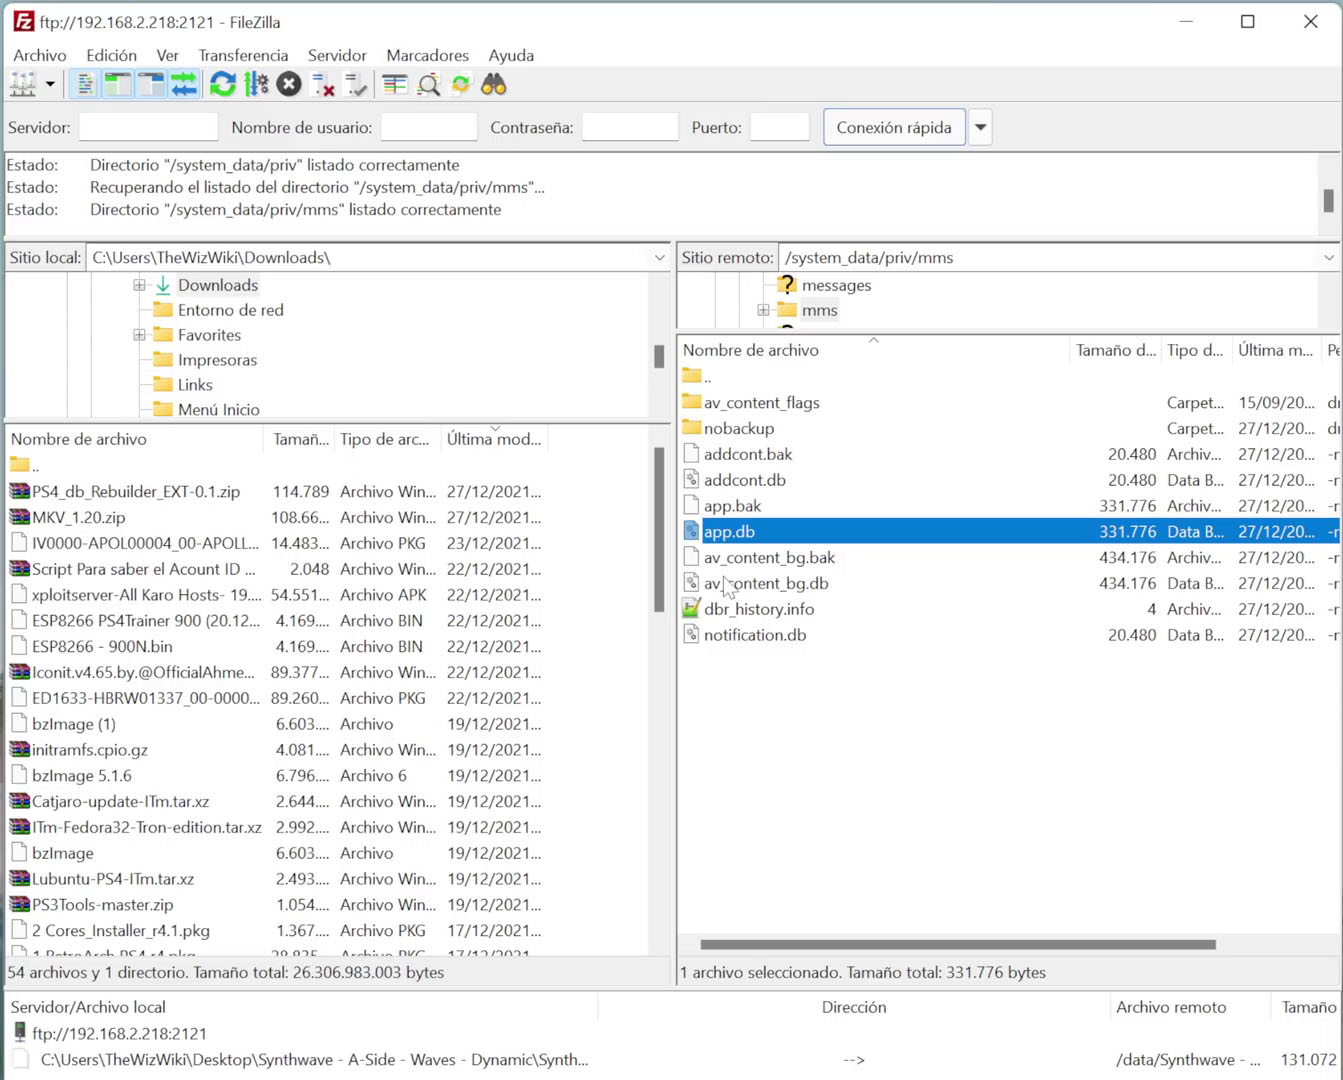 ftp://192.168.2.218:2121 - FileZilla
Archivo Edición Ver Transferencia Servidor Marcadores Ayuda
Servidor: Nombre de usuario: Contraseña: Puerto: Conexión rápida
Estado: Directorio "/system_data/priv" listado correctamente
Estado: Recuperando el listado del directorio "/system_data/priv/mms"...
Estado: Directorio "/system_data/priv/mms" listado correctamente
Sitio local: C:\Users\TheWizWiki\Downloads\
Downloads
Entorno de red
Favorites
Impresoras
Links
Menú Inicio
Nombre de archivo Tamañ... Tipo de arc... Última mod...
..
PS4_db_Rebuilder_EXT-0.1.zip 114.789 Archivo Win... 27/12/2021...
MKV_1.20.zip 108.66... Archivo Win... 27/12/2021...
IV0000-APOL00004_00-APOLL... 14.483... Archivo PKG 23/12/2021...
Script Para saber el Acount ID ... 2.048 Archivo Win... 22/12/2021...
xploitserver-All Karo Hosts- 19.... 54.551... Archivo APK 22/12/2021...
ESP8266 PS4Trainer 900 (20.12... 4.169... Archivo BIN 22/12/2021...
ESP8266 - 900N.bin 4.169... Archivo BIN 22/12/2021...
Iconit.v4.65.by.@OfficialAhme... 89.377... Archivo Win... 22/12/2021...
ED1633-HBRW01337_00-0000... 89.260... Archivo PKG 22/12/2021...
bzImage (1) 6.603.... Archivo 19/12/2021...
initramfs.cpio.gz 4.081.... Archivo Win... 19/12/2021...
bzImage 5.1.6 6.796.... Archivo 6 19/12/2021...
Catjaro-update-ITm.tar.xz 2.644.... Archivo Win... 19/12/2021...
ITm-Fedora32-Tron-edition.tar.xz 2.992.... Archivo Win... 19/12/2021...
bzImage 6.603.... Archivo 19/12/2021...
Lubuntu-PS4-ITm.tar.xz 2.493.... Archivo Win... 19/12/2021...
PS3Tools-master.zip 1.054.... Archivo Win... 19/12/2021...
2 Cores_Installer_r4.1.pkg 1.367.... Archivo PKG 17/12/2021...
1 RetroArch PS4 r4.pkg 28.835... Archivo PKG 17/12/2021...
54 archivos y 1 directorio. Tamaño total: 26.306.983.003 bytes
Sitio remoto: /system_data/priv/mms
messages
mms
Nombre de archivo Tamaño d... Tipo d... Última m...
..
av_content_flags Carpet... 15/09/20...
nobackup Carpet... 27/12/20...
addcont.bak 20.480 Archiv... 27/12/20...
addcont.db 20.480 Data B... 27/12/20...
app.bak 331.776 Archiv... 27/12/20...
app.db 331.776 Data B... 27/12/20...
av_content_bg.bak 434.176 Archiv... 27/12/20...
av_content_bg.db 434.176 Data B... 27/12/20...
dbr_history.info 4 Archiv... 27/12/20...
notification.db 20.480 Data B... 27/12/20...
1 archivo seleccionado. Tamaño total: 331.776 bytes
Servidor/Archivo local Dirección Archivo remoto Tamaño
ftp://192.168.2.218:2121
C:\Users\TheWizWiki\Desktop\Synthwave - A-Side - Waves - Dynamic\Synth... --> /data/Synthwave - ... 131.072